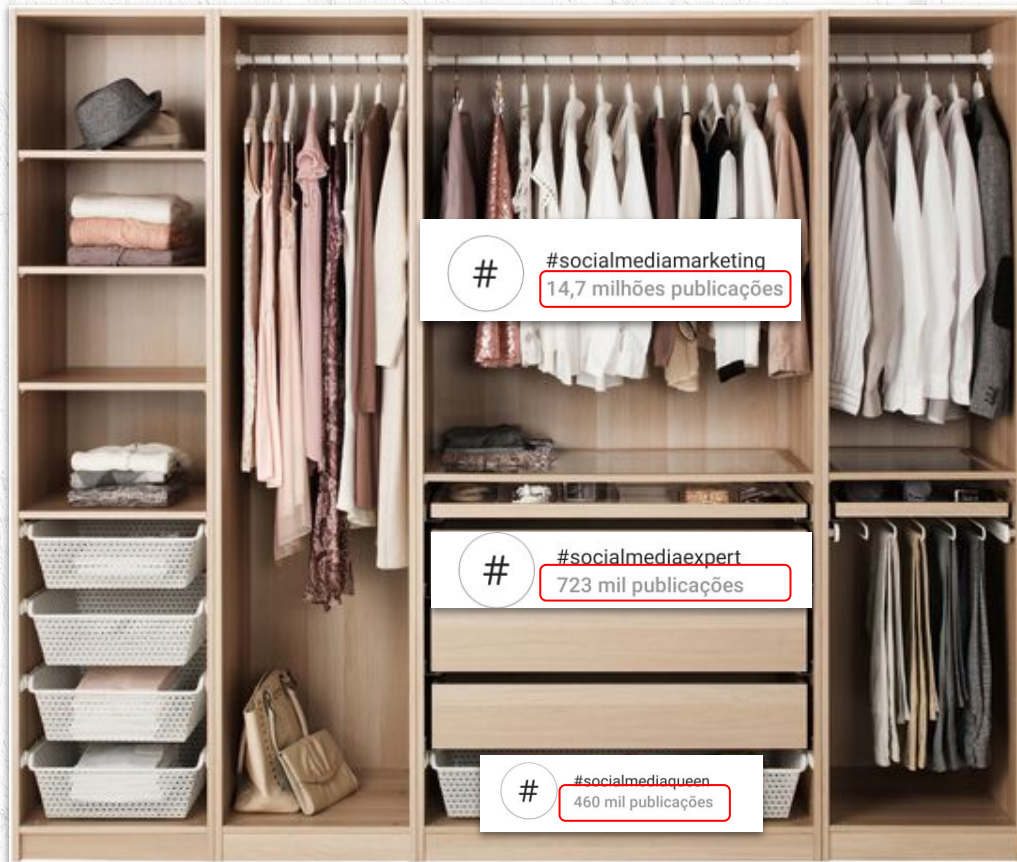 #
#socialmediamarketing
14,7 milhões publicações
#
#socialmediaexpert
723 mil publicações
#
#socialmediaqueen
460 mil publicações